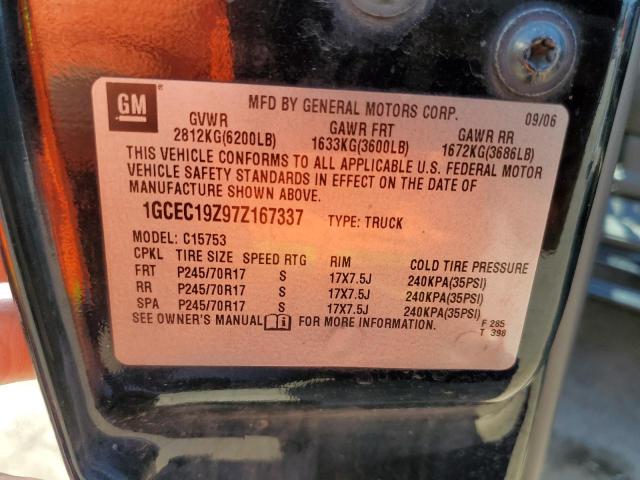 GM
MFD BY GENERAL MOTORS CORP.
09/06
GVWR GAWR FRT GAWR RR
2812KG(6200LB) 1633KG(3600LB) 1672KG(3686LB)
THIS VEHICLE CONFORMS TO ALL APPLICABLE U.S. FEDERAL MOTOR
VEHICLE SAFETY STANDARDS IN EFFECT ON THE DATE OF
MANUFACTURE SHOWN ABOVE.
1GCEC19Z97Z167337 TYPE: TRUCK
MODEL: C15753
CPKL TIRE SIZE SPEED RTG RIM COLD TIRE PRESSURE
FRT P245/70R17 S 17X7.5J 240KPA(35PSI)
RR P245/70R17 S 17X7.5J 240KPA(35PSI)
SPA P245/70R17 S 17X7.5J 240KPA(35PSI)
SEE OWNER'S MANUAL FOR MORE INFORMATION.
F 285
T 398